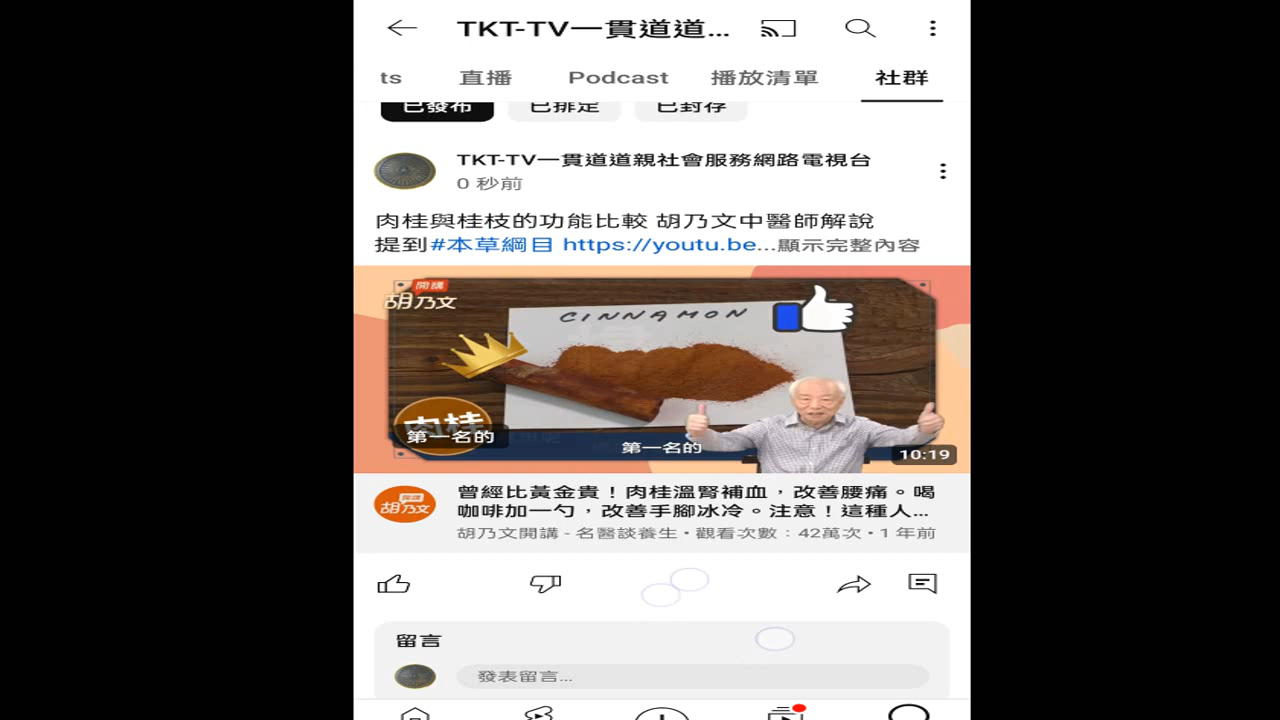 TKT-TV一貫道道...
ts 直播 Podcast 播放清單 社群
已發布 已排定 已封存
TKT-TV一貫道道親社會服務網路電視台
0 秒前
肉桂與桂枝的功能比較 胡乃文中醫師解說
提到#本草綱目 https://youtu.be...顯示完整內容
開講
胡乃文
CINNAMON
肉桂
第一名的
第一名的
10:19
開講
胡乃文
曾經比黃金貴！肉桂溫腎補血，改善腰痛。喝
咖啡加一勺，改善手腳冰冷。注意！這種人...
胡乃文開講 - 名醫談養生・觀看次數：42萬次・1 年前
留言
發表留言...